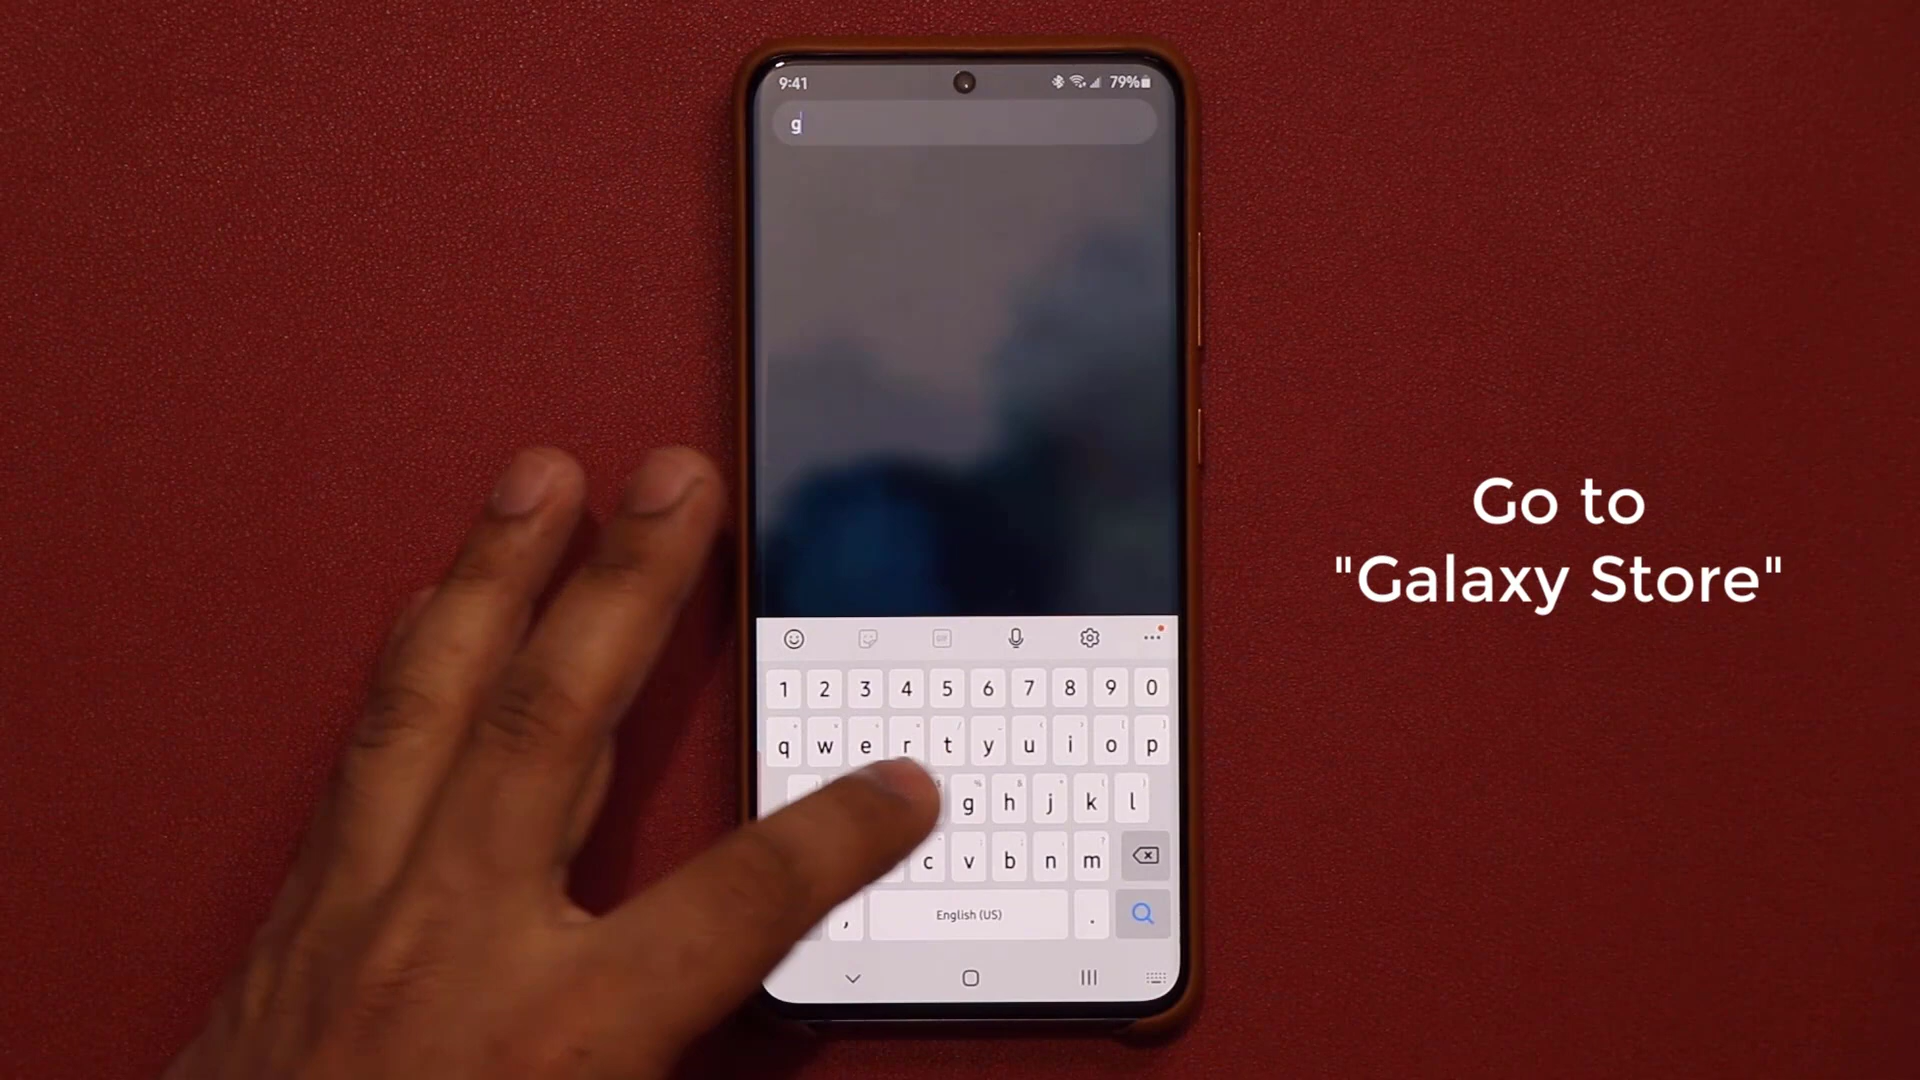 9:41
79%
g
Go to
"Galaxy Store"
GIF
1 2 3 4 5 6 7 8 9 0
q w e r t y u i o p
g h j k l
c v b n m
, English (US) .